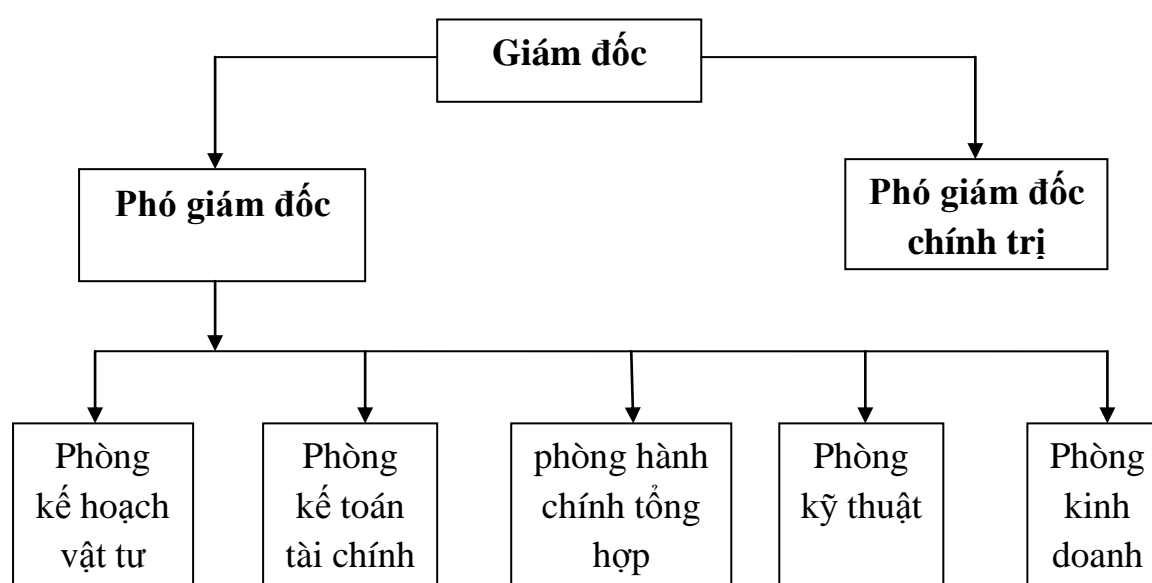 Giám đốc
Phó giám đốc
Phó giám đốc
chính trị
Phòng
kế hoạch
vật tư
Phòng
kế toán
tài chính
phòng hành
chính tổng
hợp
Phòng
kỹ thuật
Phòng
kinh
doanh